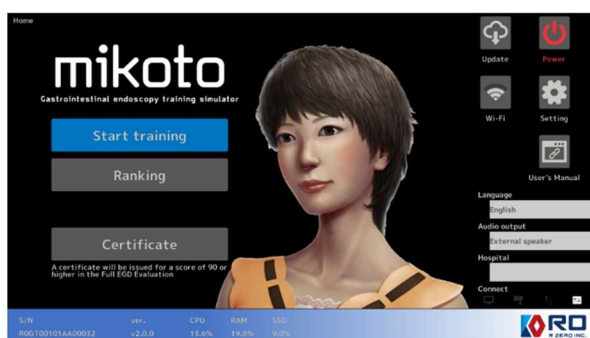 Home
mikoto
Gastrointestinal endoscopy training simulator
Start training
Ranking
Certificate
A certificate will be issued for a score of 90 or
higher in the Full EGD Evaluation
Update
Power
Wi-Fi
Setting
User's Manual
Language
English
Audio output
External speaker
Hospital
Connect
S/N
ver.
CPU
RAM
SSD
R0G100101AA00032
v2.0.0
13.6%
19.6%
9.0%
RO
R ZERO INC.